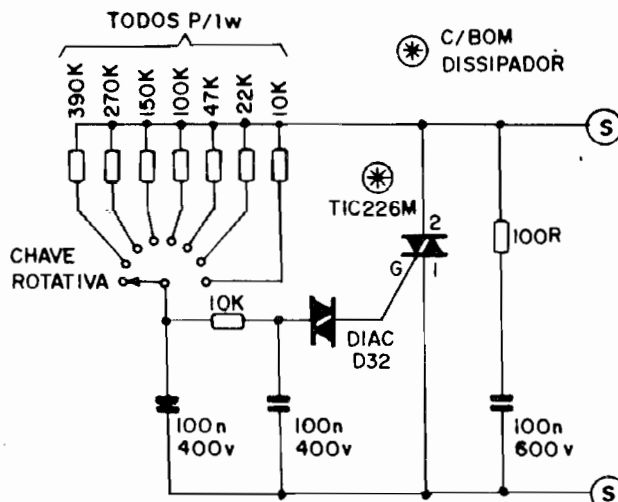 TODOS P/1w
C/BOM
DISSIPADOR
390K
270K
150K
100K
47K
22K
10K
S
TIC226M
2
G
1
100R
CHAVE
ROTATIVA
10K
DIAC
D32
100n
400v
100n
400v
100n
600v
S